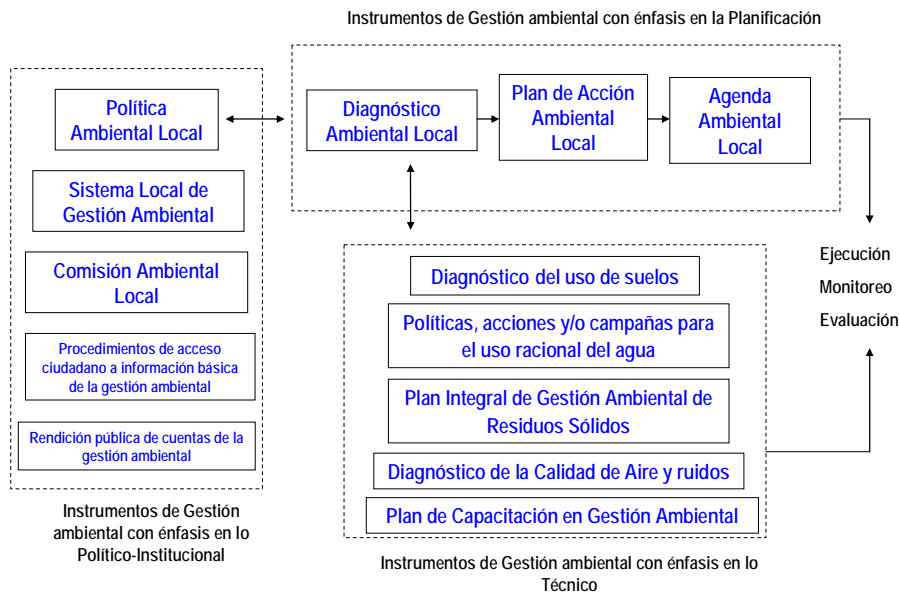 Instrumentos de Gestión ambiental con énfasis en la Planificación
Política
Ambiental Local
Sistema Local de
Gestión Ambiental
Comisión Ambiental
Local
Procedimientos de acceso
ciudadano a información básica
de la gestión ambiental
Rendición pública de cuentas de la
gestión ambiental
Instrumentos de Gestión
ambiental con énfasis en lo
Político-Institucional
Diagnóstico
Ambiental Local
Plan de Acción
Ambiental
Local
Agenda
Ambiental
Local
Diagnóstico del uso de suelos
Políticas, acciones y/o campañas para
el uso racional del agua
Plan Integral de Gestión Ambiental de
Residuos Sólidos
Diagnóstico de la Calidad de Aire y ruidos
Plan de Capacitación en Gestión Ambiental
Instrumentos de Gestión ambiental con énfasis en lo
Técnico
Ejecución
Monitoreo
Evaluación